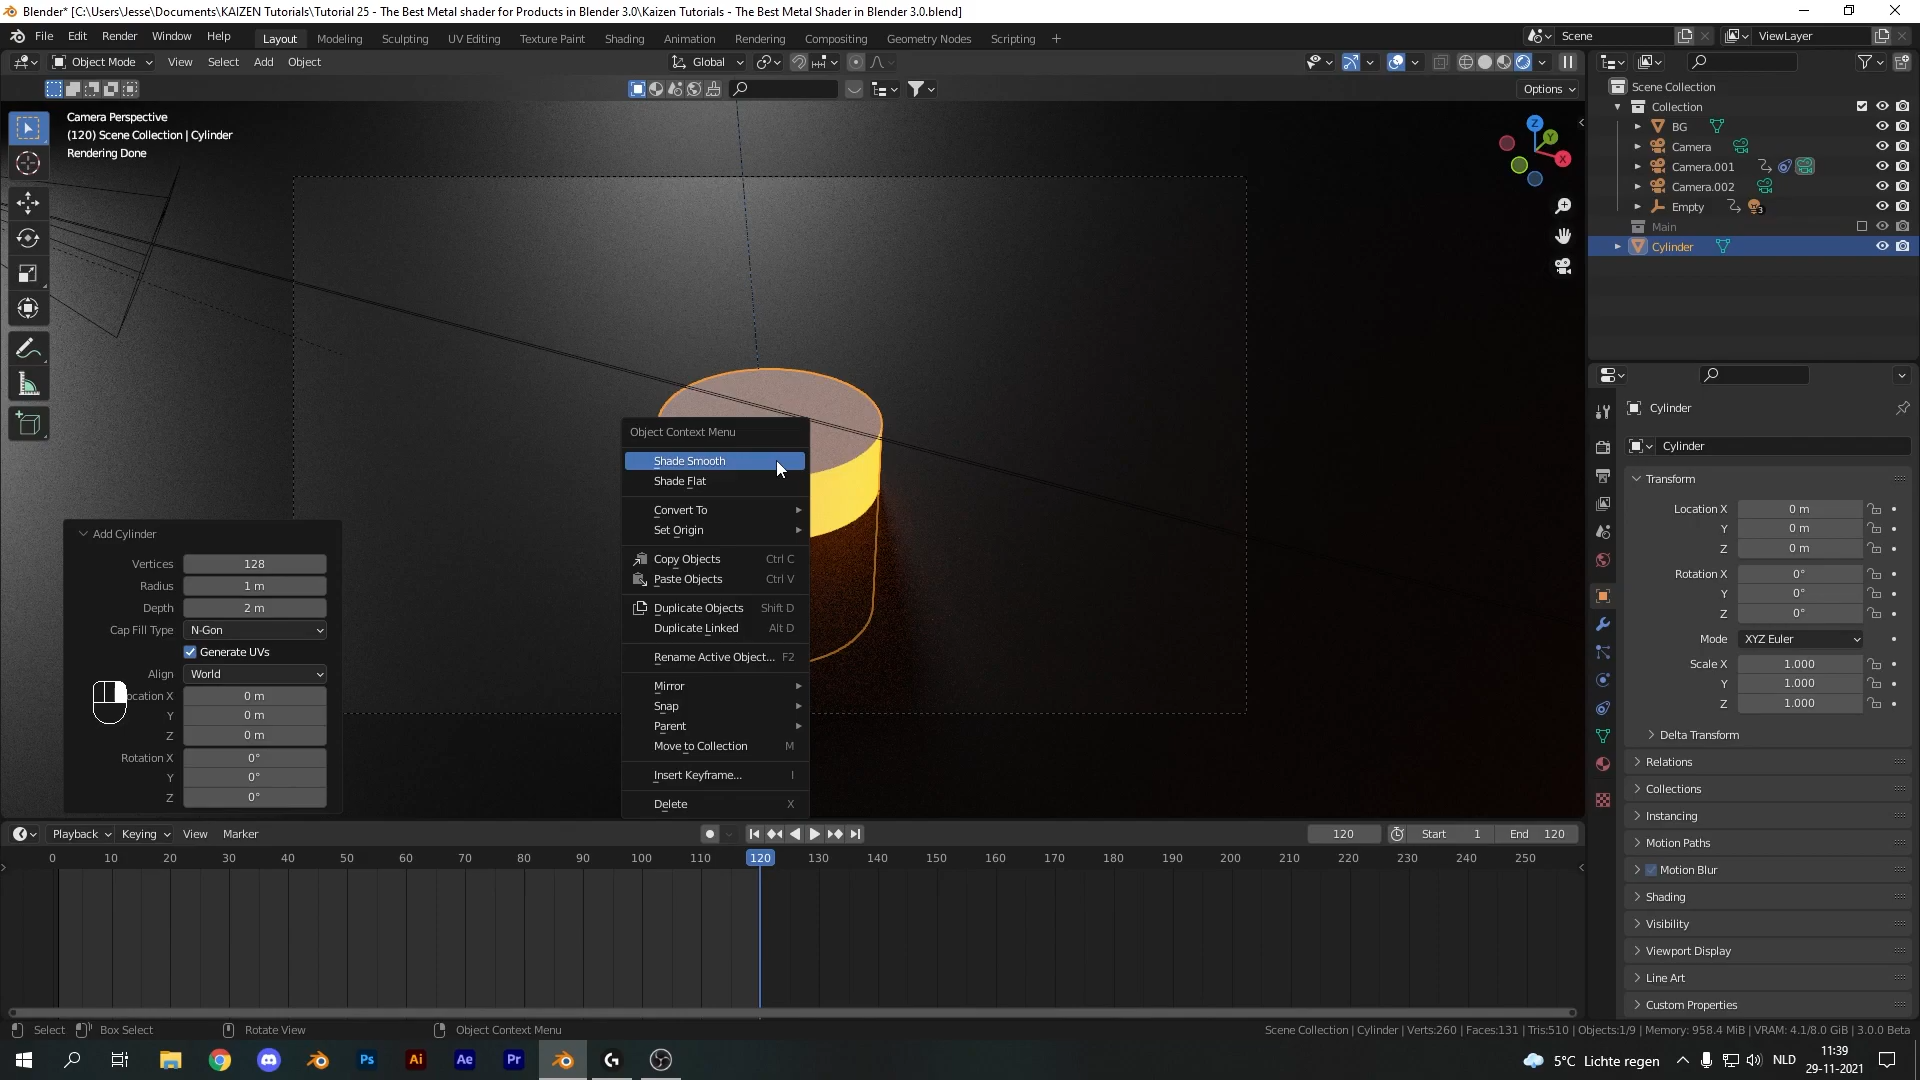 Blender* [C:\Users\Jesse\Documents\KAIZEN Tutorials\Tutorial 25 - The Best Metal shader for Products in Blender 3.0\Kaizen Tutorials - The Best Metal Shader in Blender 3.0.blend]
File Edit Render Window Help Layout Modeling Sculpting UV Editing Texture Paint Shading Animation Rendering Compositing Geometry Nodes Scripting + Scene ViewLayer
Object Mode View Select Add Object Global
Options
Camera Perspective
(120) Scene Collection | Cylinder
Rendering Done
Z
Y
X
Scene Collection
Collection
BG
Camera
Camera.001
Camera.002
Empty 3
Main
Cylinder
Object Context Menu
Shade Smooth
Shade Flat
Convert To
Set Origin
Copy Objects Ctrl C
Paste Objects Ctrl V
Duplicate Objects Shift D
Duplicate Linked Alt D
Rename Active Object... F2
Mirror
Snap
Parent
Move to Collection M
Insert Keyframe... I
Delete X
Add Cylinder
Vertices 128
Radius 1 m
Depth 2 m
Cap Fill Type N-Gon
Generate UVs
Align World
ocation X 0 m
Y 0 m
Z 0 m
Rotation X 0°
Y 0°
Z 0°
Cylinder
Cylinder
Transform
Location X 0 m
Y 0 m
Z 0 m
Rotation X 0°
Y 0°
Z 0°
Mode XYZ Euler
Scale X 1.000
Y 1.000
Z 1.000
Delta Transform
Relations
Collections
Instancing
Motion Paths
Motion Blur
Shading
Visibility
Viewport Display
Line Art
Custom Properties
Playback Keying View Marker 120 Start 1 End 120
0 10 20 30 40 50 60 70 80 90 100 110 120 130 140 150 160 170 180 190 200 210 220 230 240 250
Select Box Select Rotate View Object Context Menu Scene Collection | Cylinder | Verts:260 | Faces:131 | Tris:510 | Objects:1/9 | Memory: 958.4 MiB | VRAM: 4.1/8.0 GiB | 3.0.0 Beta
Ps Ai Ae Pr 5°C Lichte regen NLD 11:39
29-11-2021